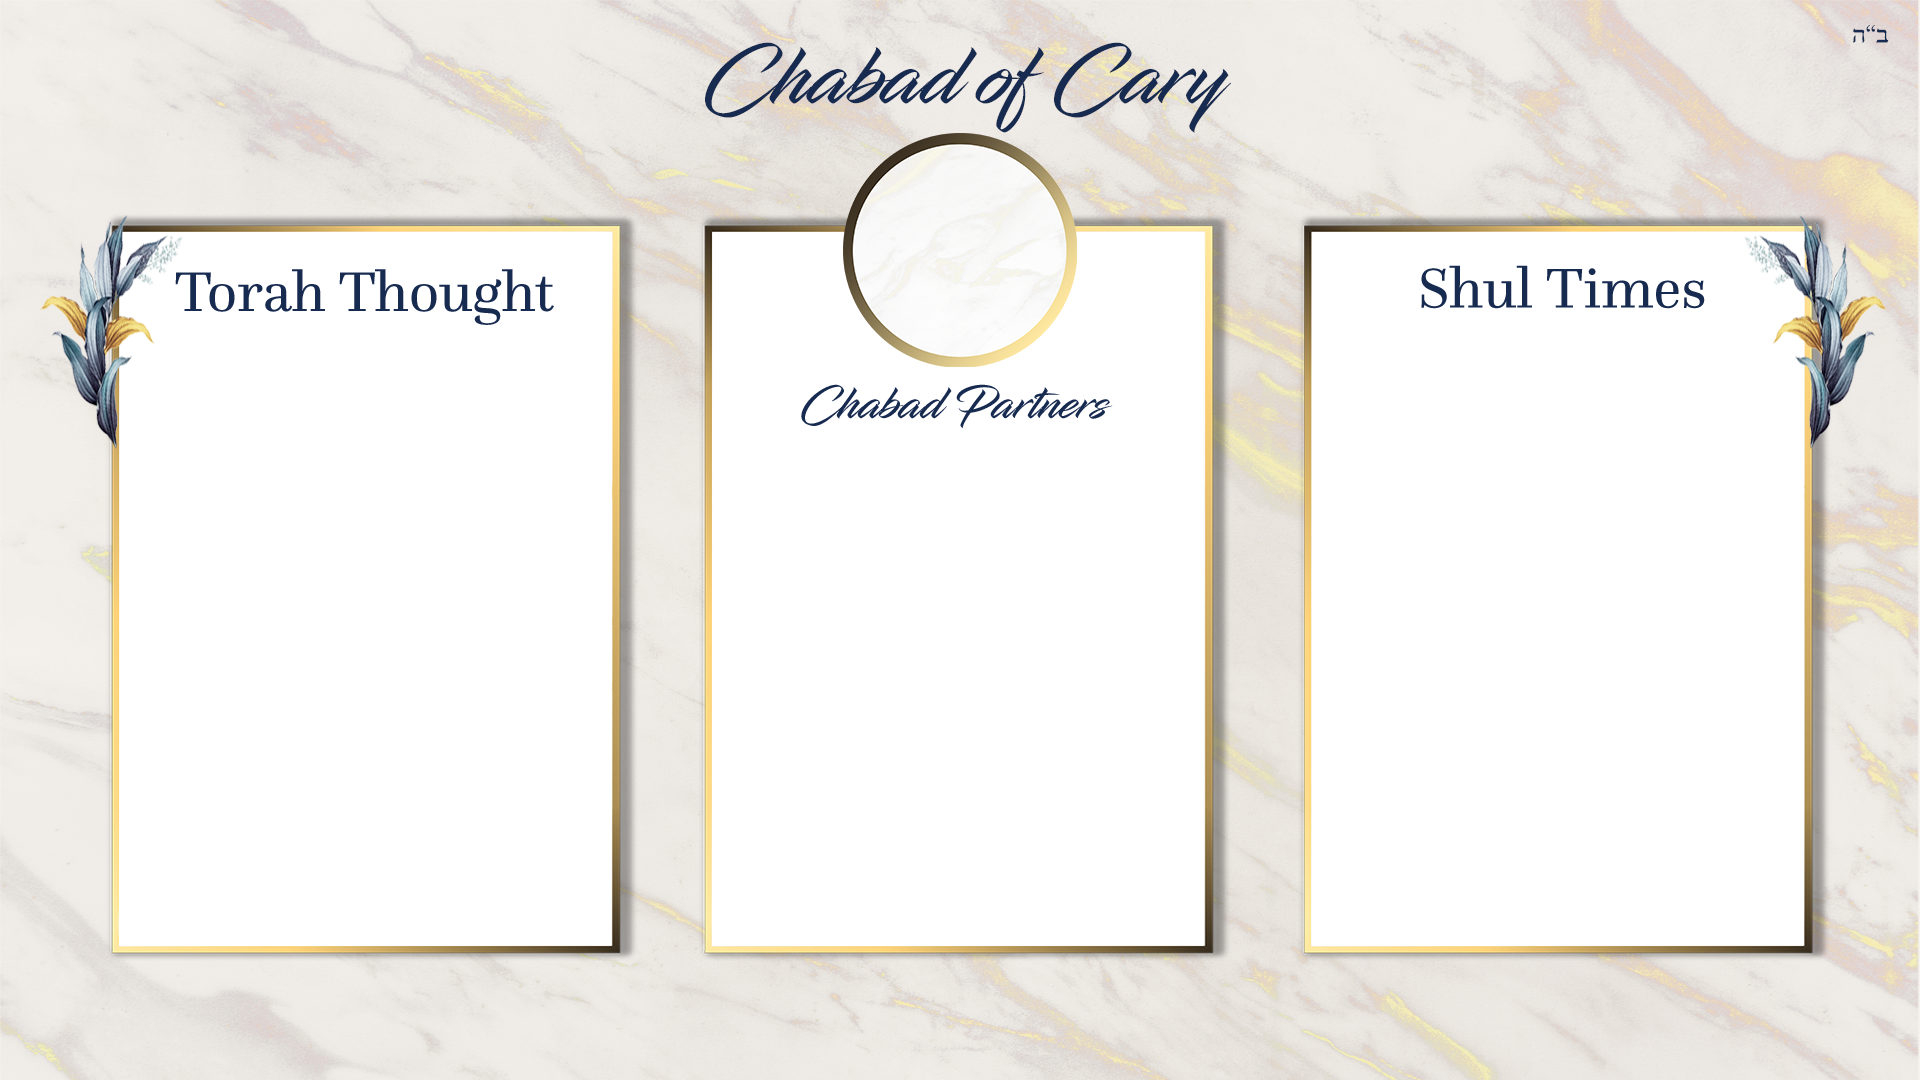 ב“ה
Chabad of Cary
Torah Thought
Chabad Partners
Shul Times